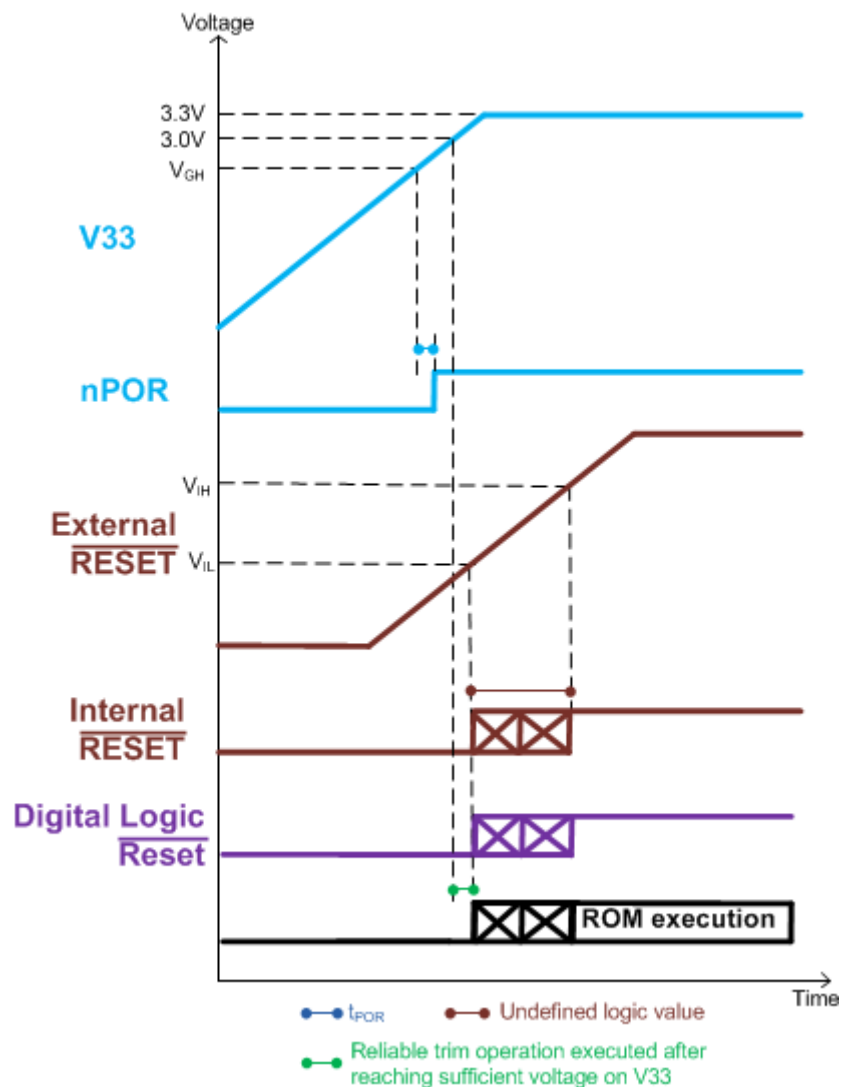 Voltage
3.3V
3.0V
VGH
V33
nPOR
VIH
External
RESET
VIL
Internal
RESET
Digital Logic
Reset
ROM execution
Time
tPOR
Undefined logic value
Reliable trim operation executed after
reaching sufficient voltage on V33